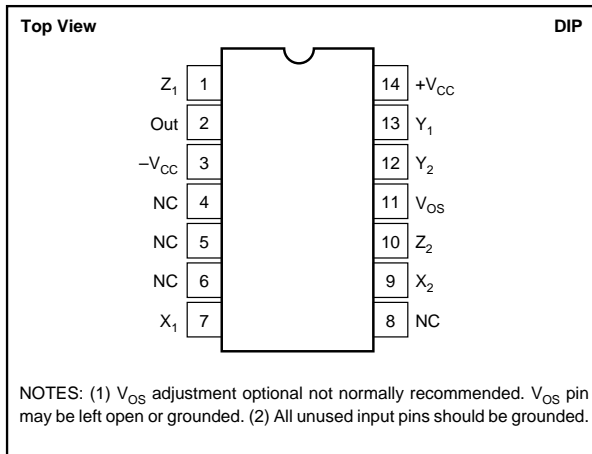 Top View DIP
Z1 1 14 +VCC
Out 2 13 Y1
–VCC 3 12 Y2
NC 4 11 VOS
NC 5 10 Z2
NC 6 9 X2
X1 7 8 NC
NOTES: (1) VOS adjustment optional not normally recommended. VOS pin
may be left open or grounded. (2) All unused input pins should be grounded.